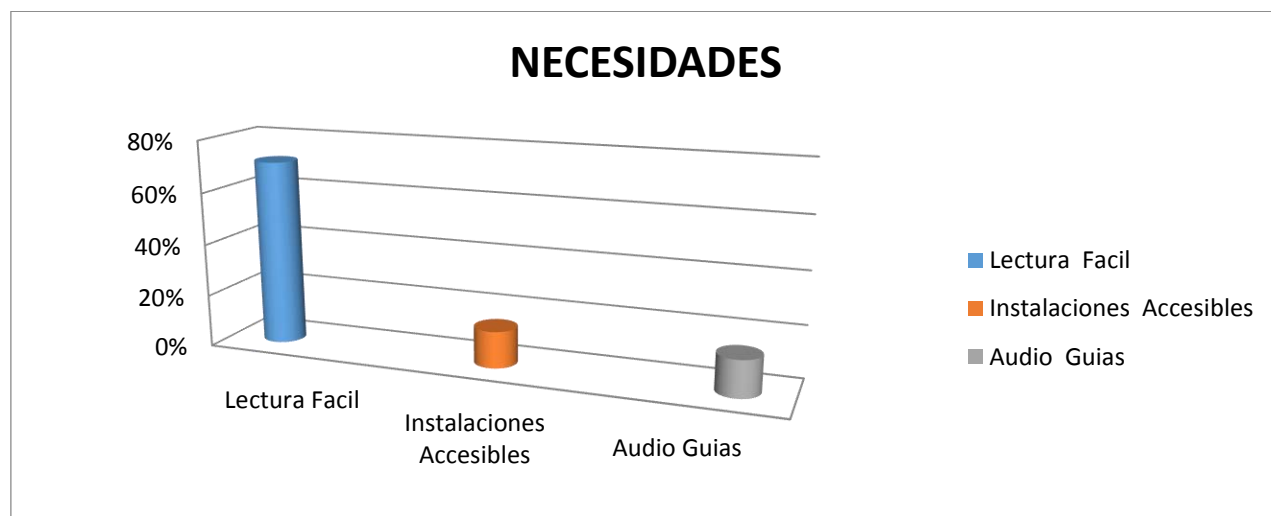 NECESIDADES
80%
60%
40%
20%
0%
Lectura Facil
Instalaciones
Accesibles
Audio Guias
Lectura Facil
Instalaciones Accesibles
Audio Guias